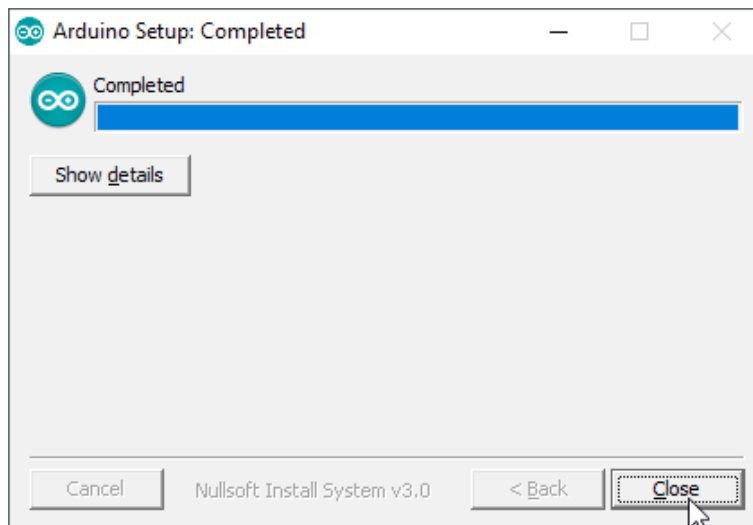 Arduino Setup: Completed
Completed
Show details
Cancel
Nullsoft Install System v3.0
< Back
Close